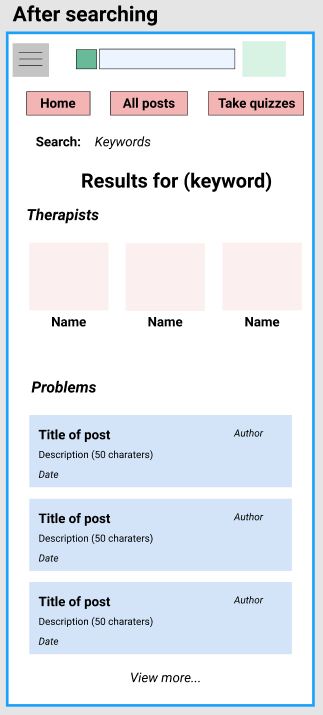 After searching
Home All posts Take quizzes
Search: Keywords
Results for (keyword)
Therapists
Name Name Name
Problems
Title of post Author
Description (50 charaters)
Date
Title of post Author
Description (50 charaters)
Date
Title of post Author
Description (50 charaters)
Date
View more...